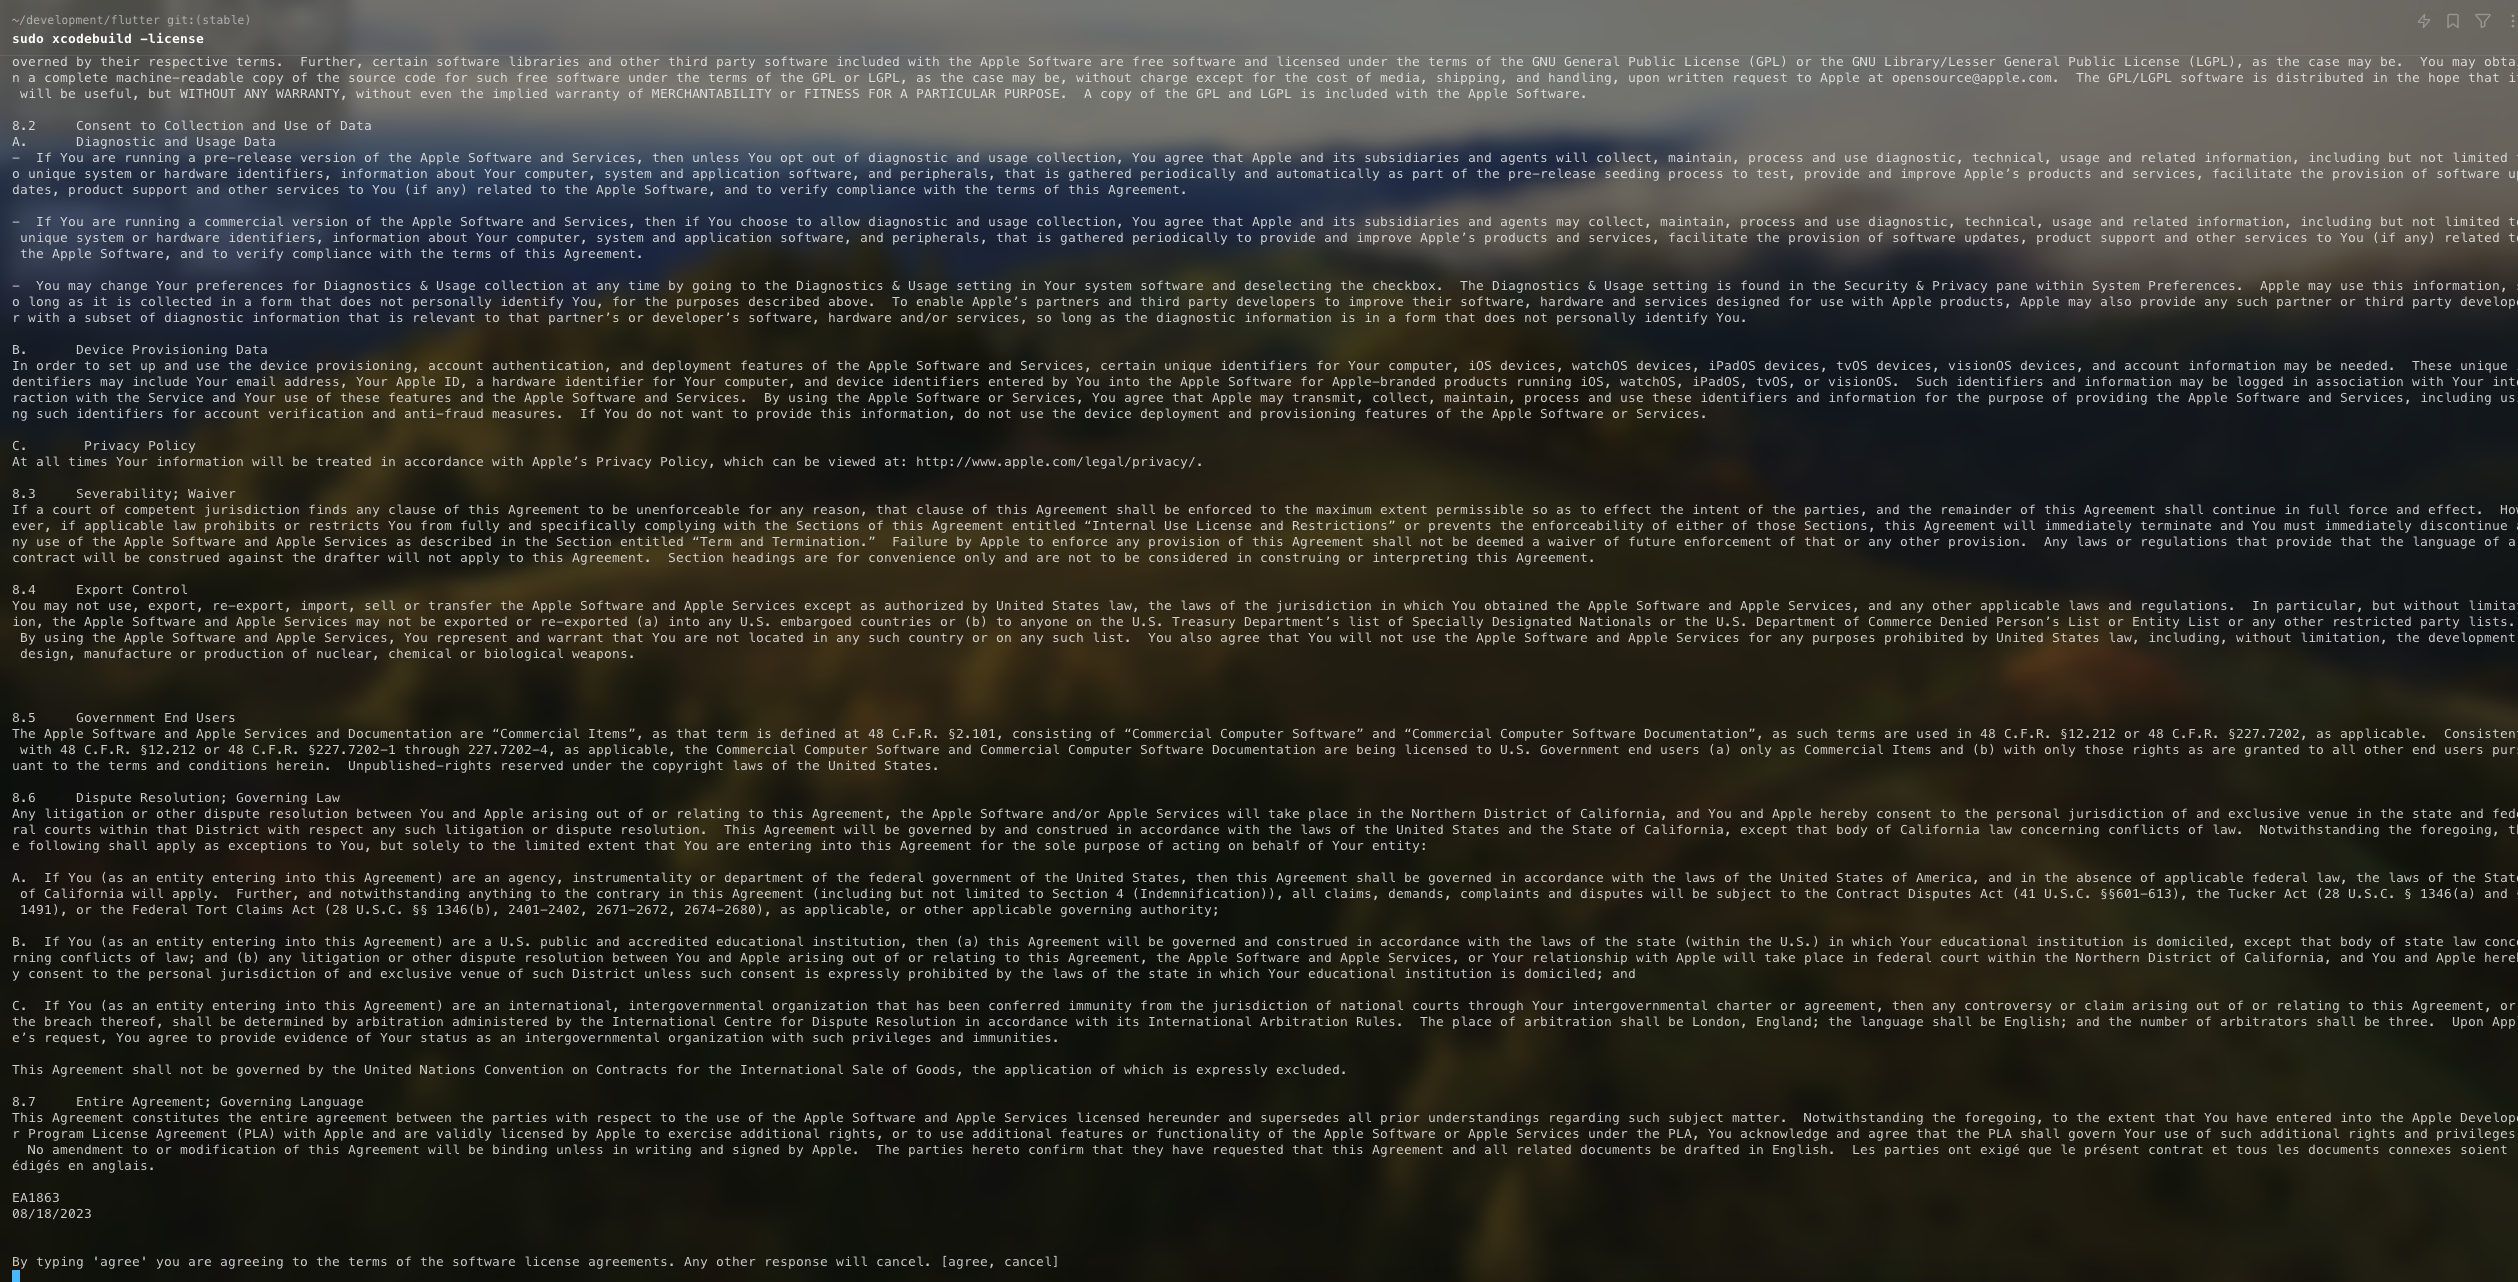 ~/development/flutter git:(stable)
sudo xcodebuild -license
overned by their respective terms.  Further, certain software libraries and other third party software included with the Apple Software are free software and licensed under the terms of the GNU General Public License (GPL) or the GNU Library/Lesser General Public License (LGPL), as the case may be.  You may obta
n a complete machine-readable copy of the source code for such free software under the terms of the GPL or LGPL, as the case may be, without charge except for the cost of media, shipping, and handling, upon written request to Apple at opensource@apple.com.  The GPL/LGPL software is distributed in the hope that i
will be useful, but WITHOUT ANY WARRANTY, without even the implied warranty of MERCHANTABILITY or FITNESS FOR A PARTICULAR PURPOSE.  A copy of the GPL and LGPL is included with the Apple Software.
8.2     Consent to Collection and Use of Data
A.      Diagnostic and Usage Data
–  If You are running a pre-release version of the Apple Software and Services, then unless You opt out of diagnostic and usage collection, You agree that Apple and its subsidiaries and agents will collect, maintain, process and use diagnostic, technical, usage and related information, including but not limited
o unique system or hardware identifiers, information about Your computer, system and application software, and peripherals, that is gathered periodically and automatically as part of the pre-release seeding process to test, provide and improve Apple’s products and services, facilitate the provision of software u
dates, product support and other services to You (if any) related to the Apple Software, and to verify compliance with the terms of this Agreement.
–  If You are running a commercial version of the Apple Software and Services, then if You choose to allow diagnostic and usage collection, You agree that Apple and its subsidiaries and agents may collect, maintain, process and use diagnostic, technical, usage and related information, including but not limited t
unique system or hardware identifiers, information about Your computer, system and application software, and peripherals, that is gathered periodically to provide and improve Apple’s products and services, facilitate the provision of software updates, product support and other services to You (if any) related t
the Apple Software, and to verify compliance with the terms of this Agreement.
–  You may change Your preferences for Diagnostics & Usage collection at any time by going to the Diagnostics & Usage setting in Your system software and deselecting the checkbox.  The Diagnostics & Usage setting is found in the Security & Privacy pane within System Preferences.  Apple may use this information,
o long as it is collected in a form that does not personally identify You, for the purposes described above.  To enable Apple’s partners and third party developers to improve their software, hardware and services designed for use with Apple products, Apple may also provide any such partner or third party develop
r with a subset of diagnostic information that is relevant to that partner’s or developer’s software, hardware and/or services, so long as the diagnostic information is in a form that does not personally identify You.
B.      Device Provisioning Data
In order to set up and use the device provisioning, account authentication, and deployment features of the Apple Software and Services, certain unique identifiers for Your computer, iOS devices, watchOS devices, iPadOS devices, tvOS devices, visionOS devices, and account information may be needed.  These unique
dentifiers may include Your email address, Your Apple ID, a hardware identifier for Your computer, and device identifiers entered by You into the Apple Software for Apple-branded products running iOS, watchOS, iPadOS, tvOS, or visionOS.  Such identifiers and information may be logged in association with Your int
raction with the Service and Your use of these features and the Apple Software and Services.  By using the Apple Software or Services, You agree that Apple may transmit, collect, maintain, process and use these identifiers and information for the purpose of providing the Apple Software and Services, including us
ng such identifiers for account verification and anti-fraud measures.  If You do not want to provide this information, do not use the device deployment and provisioning features of the Apple Software or Services.
C.       Privacy Policy
At all times Your information will be treated in accordance with Apple’s Privacy Policy, which can be viewed at: http://www.apple.com/legal/privacy/.
8.3     Severability; Waiver
If a court of competent jurisdiction finds any clause of this Agreement to be unenforceable for any reason, that clause of this Agreement shall be enforced to the maximum extent permissible so as to effect the intent of the parties, and the remainder of this Agreement shall continue in full force and effect.  How
ever, if applicable law prohibits or restricts You from fully and specifically complying with the Sections of this Agreement entitled “Internal Use License and Restrictions” or prevents the enforceability of either of those Sections, this Agreement will immediately terminate and You must immediately discontinue a
ny use of the Apple Software and Apple Services as described in the Section entitled “Term and Termination.”  Failure by Apple to enforce any provision of this Agreement shall not be deemed a waiver of future enforcement of that or any other provision.  Any laws or regulations that provide that the language of a
contract will be construed against the drafter will not apply to this Agreement.  Section headings are for convenience only and are not to be considered in construing or interpreting this Agreement.
8.4     Export Control
You may not use, export, re-export, import, sell or transfer the Apple Software and Apple Services except as authorized by United States law, the laws of the jurisdiction in which You obtained the Apple Software and Apple Services, and any other applicable laws and regulations.  In particular, but without limita
ion, the Apple Software and Apple Services may not be exported or re-exported (a) into any U.S. embargoed countries or (b) to anyone on the U.S. Treasury Department’s list of Specially Designated Nationals or the U.S. Department of Commerce Denied Person’s List or Entity List or any other restricted party lists.
By using the Apple Software and Apple Services, You represent and warrant that You are not located in any such country or on any such list.  You also agree that You will not use the Apple Software and Apple Services for any purposes prohibited by United States law, including, without limitation, the development
design, manufacture or production of nuclear, chemical or biological weapons.
8.5     Government End Users
The Apple Software and Apple Services and Documentation are “Commercial Items”, as that term is defined at 48 C.F.R. §2.101, consisting of “Commercial Computer Software” and “Commercial Computer Software Documentation”, as such terms are used in 48 C.F.R. §12.212 or 48 C.F.R. §227.7202, as applicable.  Consisten
with 48 C.F.R. §12.212 or 48 C.F.R. §227.7202-1 through 227.7202-4, as applicable, the Commercial Computer Software and Commercial Computer Software Documentation are being licensed to U.S. Government end users (a) only as Commercial Items and (b) with only those rights as are granted to all other end users purs
uant to the terms and conditions herein.  Unpublished-rights reserved under the copyright laws of the United States.
8.6     Dispute Resolution; Governing Law
Any litigation or other dispute resolution between You and Apple arising out of or relating to this Agreement, the Apple Software and/or Apple Services will take place in the Northern District of California, and You and Apple hereby consent to the personal jurisdiction of and exclusive venue in the state and fede
ral courts within that District with respect any such litigation or dispute resolution.  This Agreement will be governed by and construed in accordance with the laws of the United States and the State of California, except that body of California law concerning conflicts of law.  Notwithstanding the foregoing, t
e following shall apply as exceptions to You, but solely to the limited extent that You are entering into this Agreement for the sole purpose of acting on behalf of Your entity:
A.  If You (as an entity entering into this Agreement) are an agency, instrumentality or department of the federal government of the United States, then this Agreement shall be governed in accordance with the laws of the United States of America, and in the absence of applicable federal law, the laws of the Stat
of California will apply.  Further, and notwithstanding anything to the contrary in this Agreement (including but not limited to Section 4 (Indemnification)), all claims, demands, complaints and disputes will be subject to the Contract Disputes Act (41 U.S.C. §§601-613), the Tucker Act (28 U.S.C. § 1346(a) and
1491), or the Federal Tort Claims Act (28 U.S.C. §§ 1346(b), 2401-2402, 2671-2672, 2674-2680), as applicable, or other applicable governing authority;
B.  If You (as an entity entering into this Agreement) are a U.S. public and accredited educational institution, then (a) this Agreement will be governed and construed in accordance with the laws of the state (within the U.S.) in which Your educational institution is domiciled, except that body of state law conc
rning conflicts of law; and (b) any litigation or other dispute resolution between You and Apple arising out of or relating to this Agreement, the Apple Software and Apple Services, or Your relationship with Apple will take place in federal court within the Northern District of California, and You and Apple here
y consent to the personal jurisdiction of and exclusive venue of such District unless such consent is expressly prohibited by the laws of the state in which Your educational institution is domiciled; and
C.  If You (as an entity entering into this Agreement) are an international, intergovernmental organization that has been conferred immunity from the jurisdiction of national courts through Your intergovernmental charter or agreement, then any controversy or claim arising out of or relating to this Agreement, or
the breach thereof, shall be determined by arbitration administered by the International Centre for Dispute Resolution in accordance with its International Arbitration Rules.  The place of arbitration shall be London, England; the language shall be English; and the number of arbitrators shall be three.  Upon App
e’s request, You agree to provide evidence of Your status as an intergovernmental organization with such privileges and immunities.
This Agreement shall not be governed by the United Nations Convention on Contracts for the International Sale of Goods, the application of which is expressly excluded.
8.7     Entire Agreement; Governing Language
This Agreement constitutes the entire agreement between the parties with respect to the use of the Apple Software and Apple Services licensed hereunder and supersedes all prior understandings regarding such subject matter.  Notwithstanding the foregoing, to the extent that You have entered into the Apple Develop
r Program License Agreement (PLA) with Apple and are validly licensed by Apple to exercise additional rights, or to use additional features or functionality of the Apple Software or Apple Services under the PLA, You acknowledge and agree that the PLA shall govern Your use of such additional rights and privileges
No amendment to or modification of this Agreement will be binding unless in writing and signed by Apple.  The parties hereto confirm that they have requested that this Agreement and all related documents be drafted in English.  Les parties ont exigé que le présent contrat et tous les documents connexes soient
édigés en anglais.
EA1863
08/18/2023
By typing 'agree' you are agreeing to the terms of the software license agreements. Any other response will cancel. [agree, cancel]